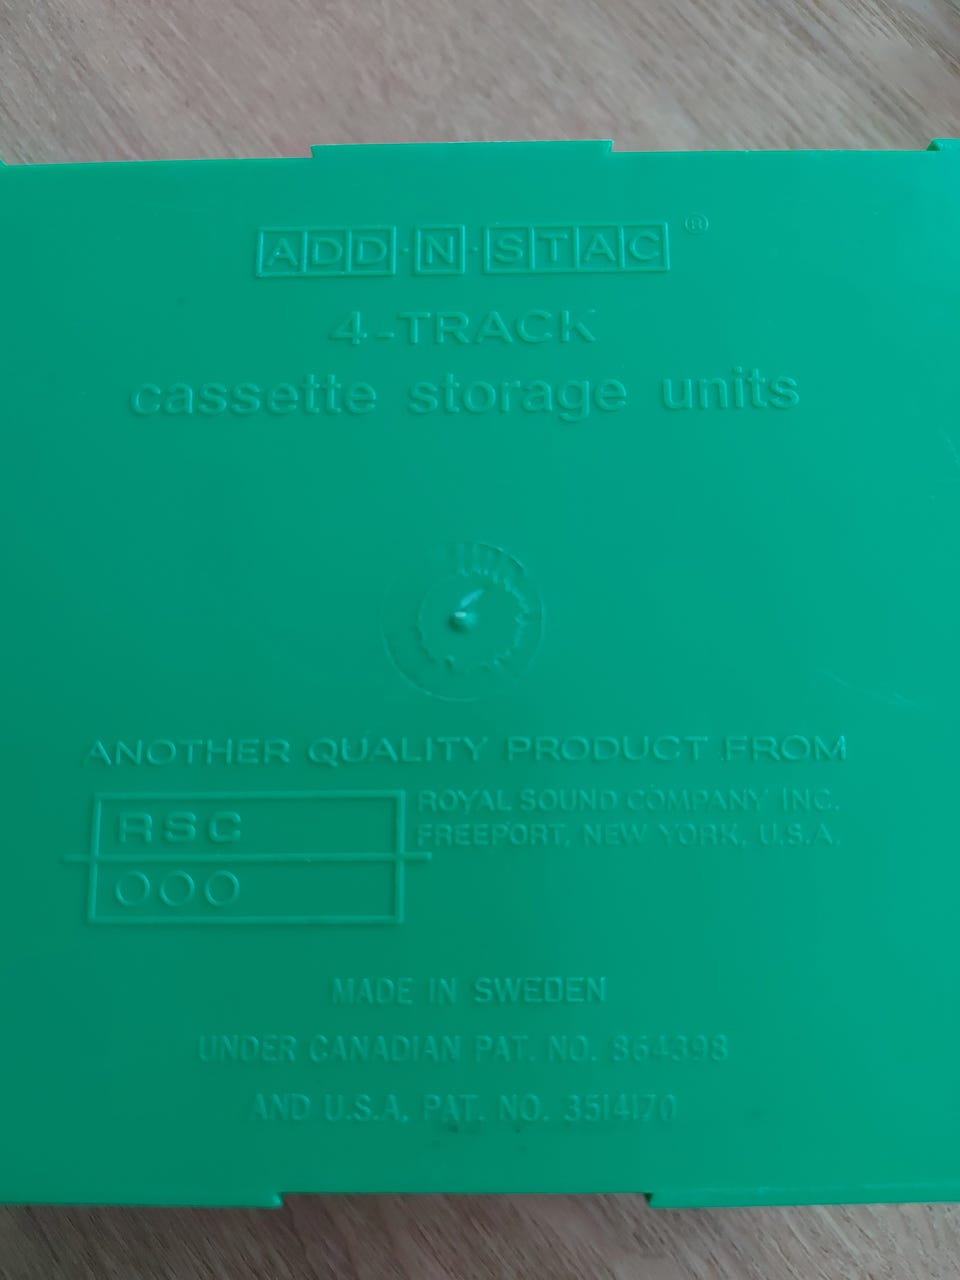 ADD·N·STAC®
4-TRACK
cassette storage units
ANOTHER QUALITY PRODUCT FROM
RSC
OOO
ROYAL SOUND COMPANY INC.
FREEPORT, NEW YORK, U.S.A.
MADE IN SWEDEN
UNDER CANADIAN PAT. NO. 864398
AND U.S.A. PAT. NO. 3514170